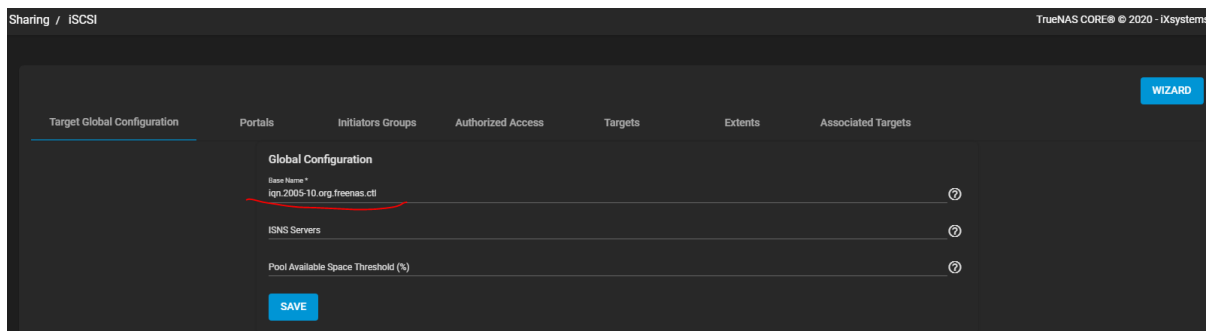 Sharing / iSCSI
TrueNAS CORE® © 2020 - iXsystems
WIZARD
Target Global Configuration Portals Initiators Groups Authorized Access Targets Extents Associated Targets
Global Configuration
Base Name *
iqn.2005-10.org.freenas.ctl
ISNS Servers
Pool Available Space Threshold (%)
SAVE